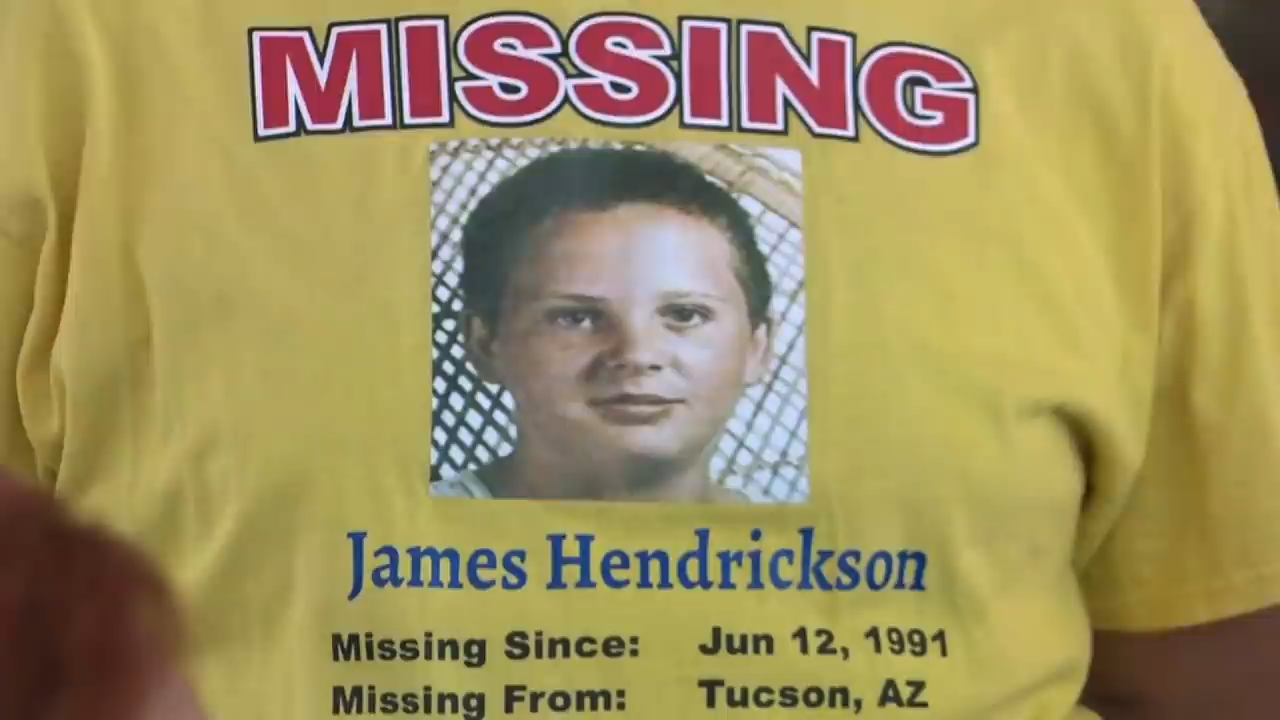 MISSING
James Hendrickson
Missing Since: Jun 12, 1991
Missing From: Tucson, AZ